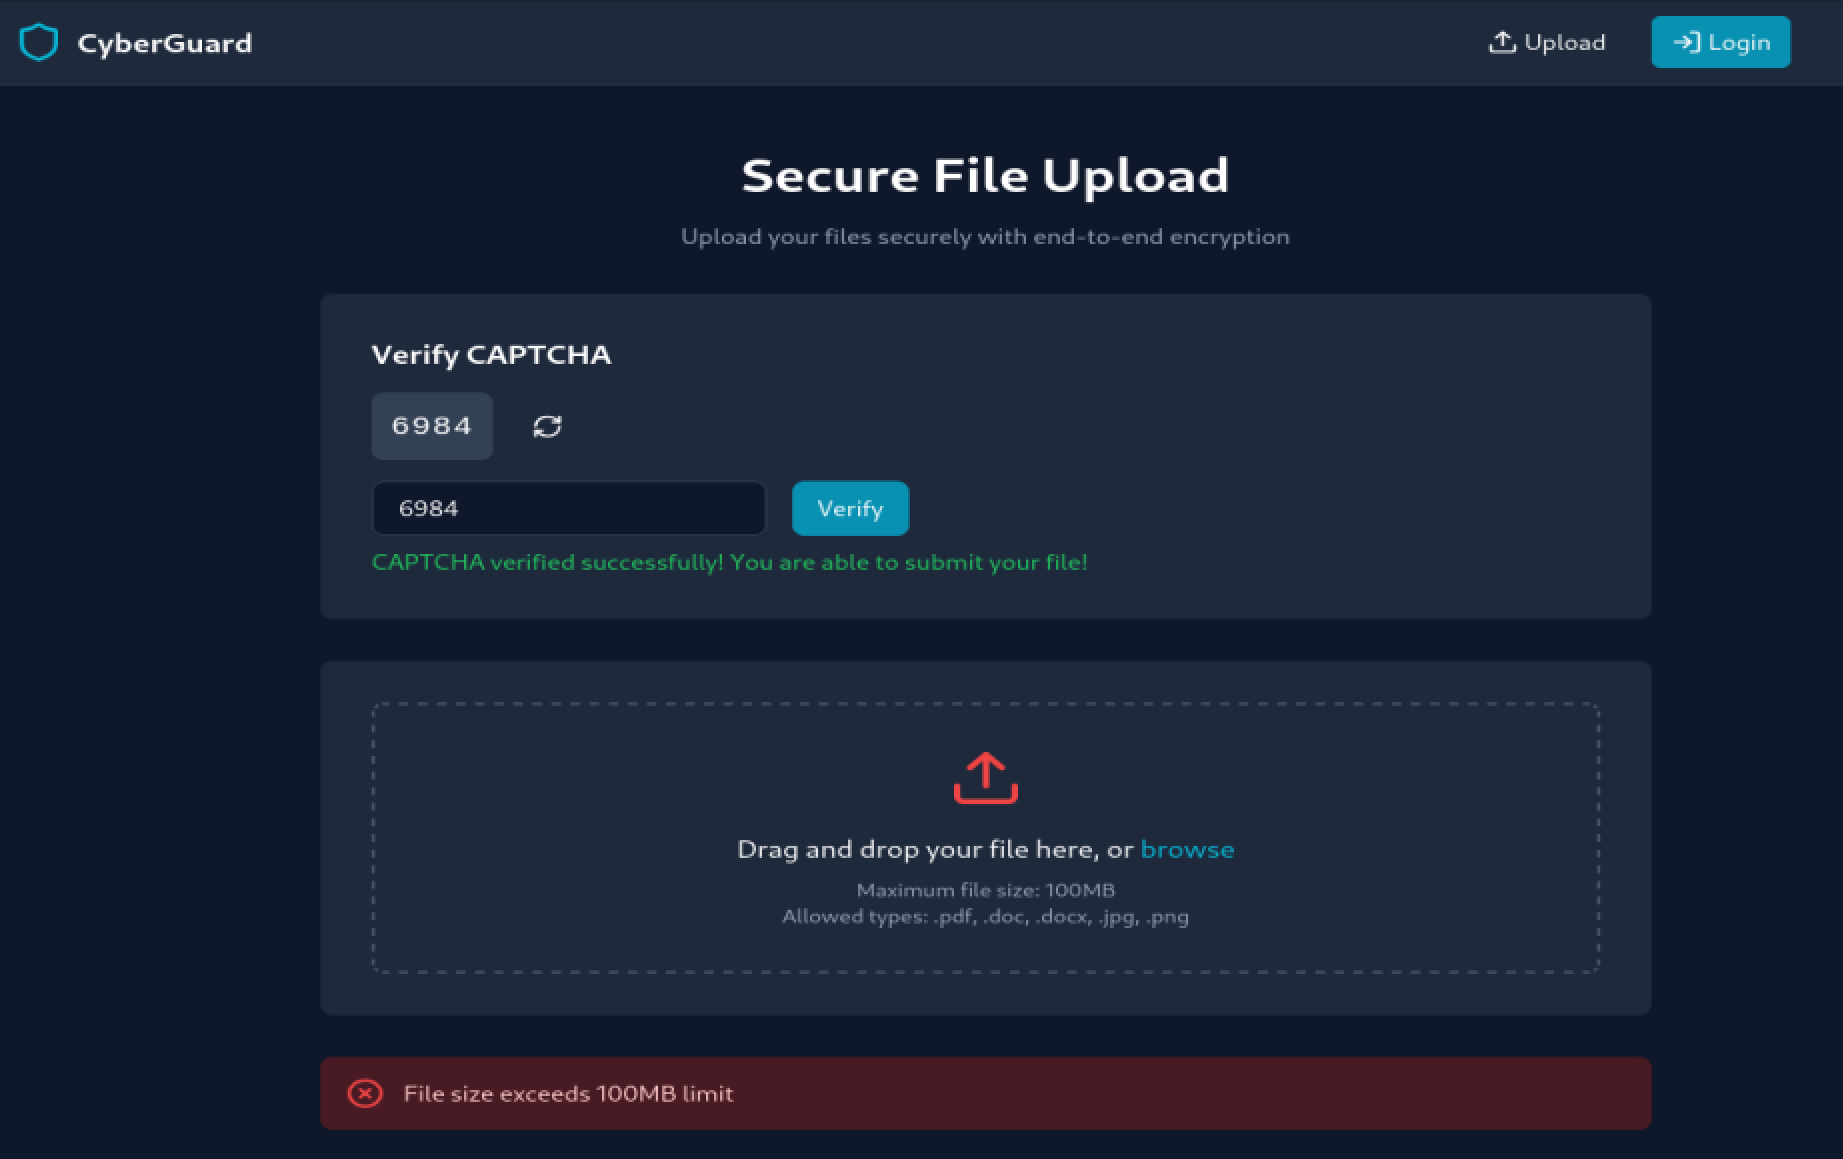 CyberGuard
Upload
Login
Secure File Upload
Upload your files securely with end-to-end encryption
Verify CAPTCHA
6984
6984
Verify
CAPTCHA verified successfully! You are able to submit your file!
Drag and drop your file here, or browse
Maximum file size: 100MB
Allowed types: .pdf, .doc, .docx, .jpg, .png
File size exceeds 100MB limit